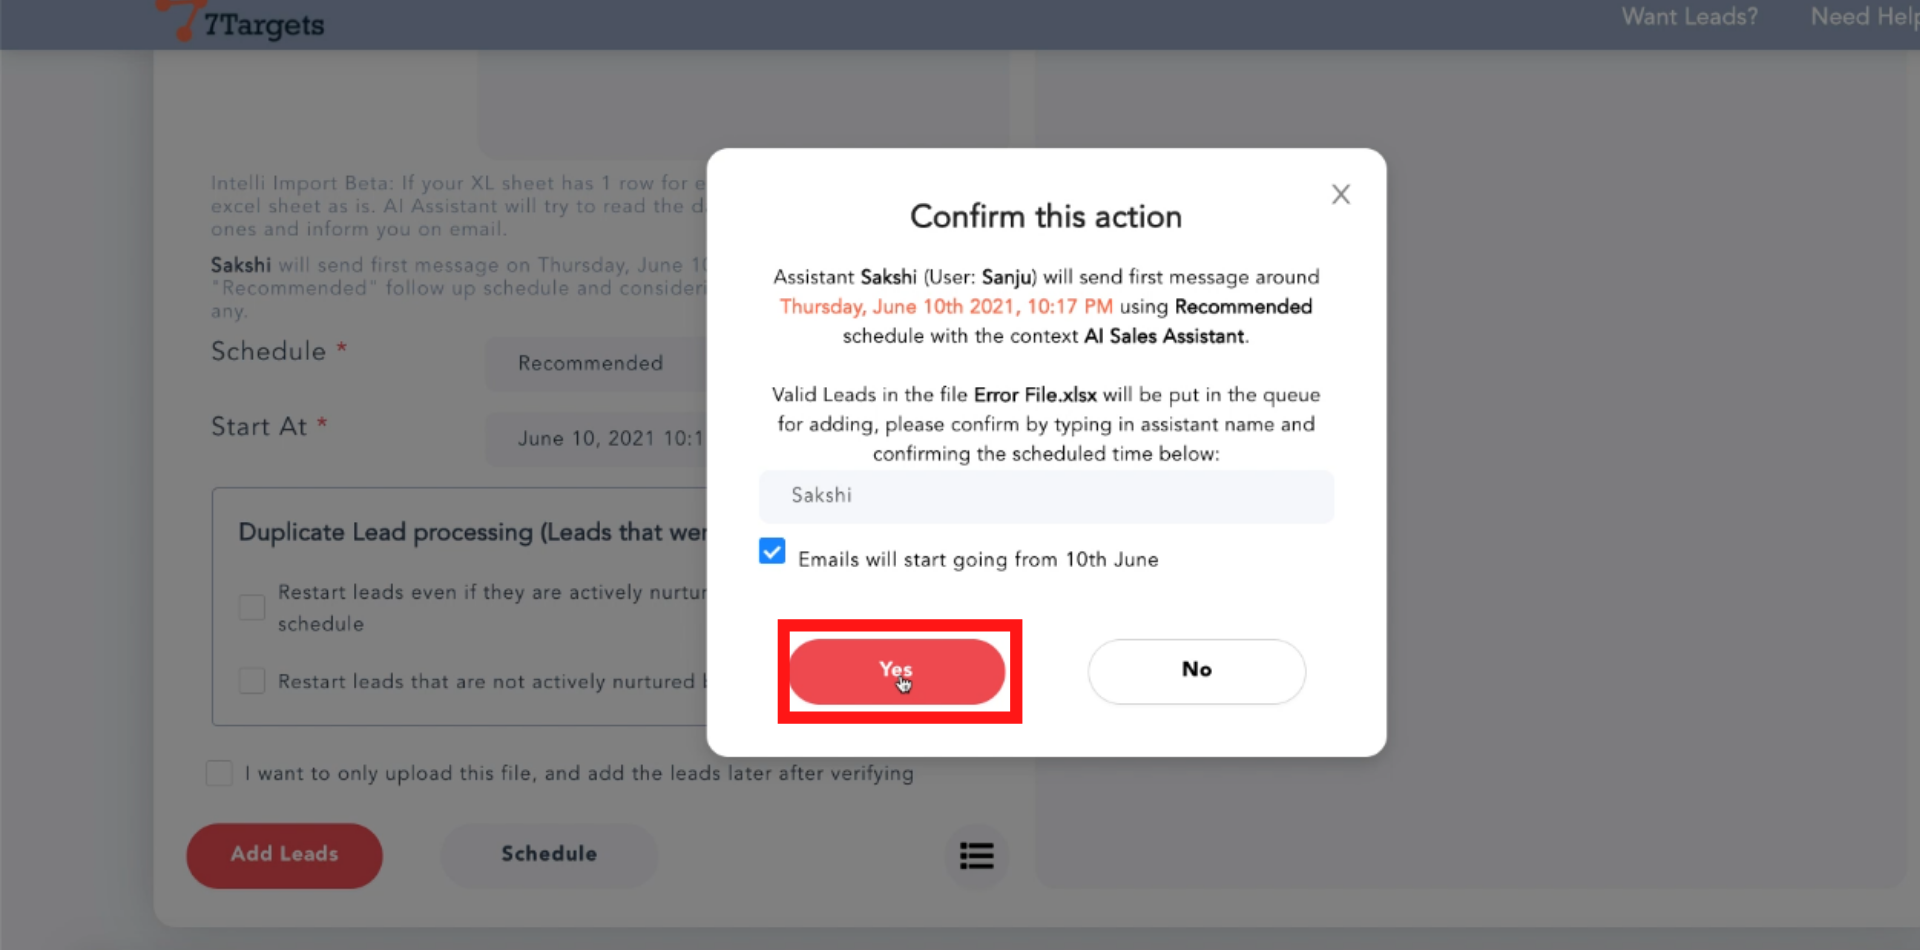 7Targets
Want Leads?
Need Help
Intelli Import Beta: If your XL sheet has 1 row for e
excel sheet as is. AI Assistant will try to read the d
ones and inform you on email.
Sakshi will send first message on Thursday, June 10
"Recommended" follow up schedule and consideri
any.
Schedule *
Recommended
Start At *
June 10, 2021 10:1
Duplicate Lead processing (Leads that wer
Restart leads even if they are actively nurtur
schedule
Restart leads that are not actively nurtured
I want to only upload this file, and add the leads later after verifying
Add Leads
Schedule
Confirm this action
Assistant Sakshi (User: Sanju) will send first message around
Thursday, June 10th 2021, 10:17 PM using Recommended
schedule with the context AI Sales Assistant.
Valid Leads in the file Error File.xlsx will be put in the queue
for adding, please confirm by typing in assistant name and
confirming the scheduled time below:
Sakshi
Emails will start going from 10th June
Yes
No